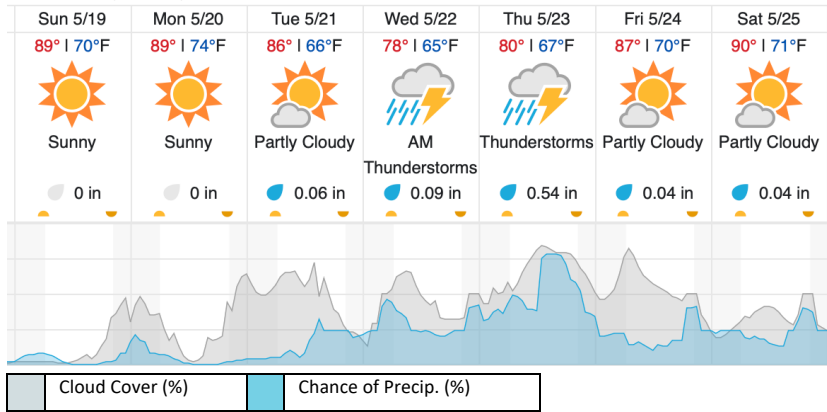 Sun 5/19 Mon 5/20 Tue 5/21 Wed 5/22 Thu 5/23 Fri 5/24 Sat 5/25
89° | 70°F 89° | 74°F 86° | 66°F 78° | 65°F 80° | 67°F 87° | 70°F 90° | 71°F
Sunny Sunny Partly Cloudy AM Thunderstorms Partly Cloudy Partly Cloudy
Thunderstorms
0 in 0 in 0.06 in 0.09 in 0.54 in 0.04 in 0.04 in
Cloud Cover (%) Chance of Precip. (%)